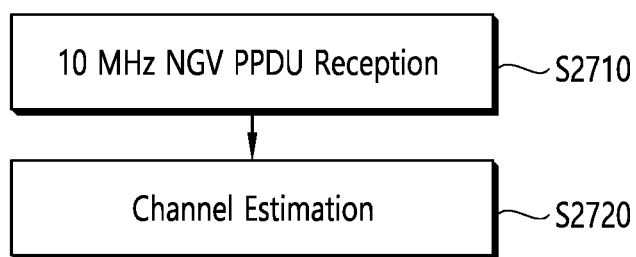 10 MHz NGV PPDU Reception
S2710
Channel Estimation
S2720